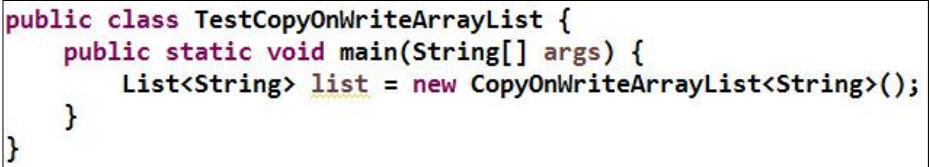 public class TestCopyOnWriteArrayList {
    public static void main(String[] args) {
        List<String> list = new CopyOnWriteArrayList<String>();
    }
}